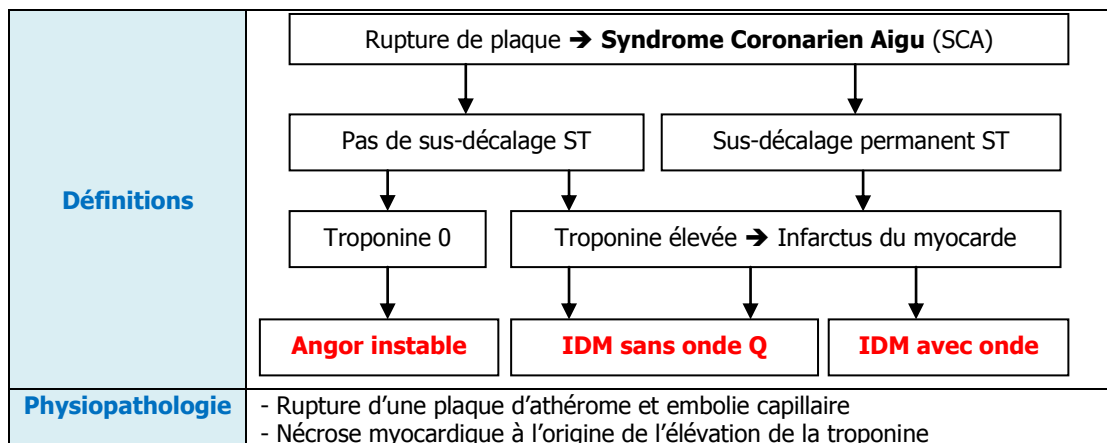 Rupture de plaque ➔ Syndrome Coronarien Aigu (SCA)
Pas de sus-décalage ST
Sus-décalage permanent ST
Définitions
Troponine 0
Troponine élevée ➔ Infarctus du myocarde
Angor instable
IDM sans onde Q
IDM avec onde
Physiopathologie
- Rupture d'une plaque d'athérome et embolie capillaire
- Nécrose myocardique à l'origine de l'élévation de la troponine